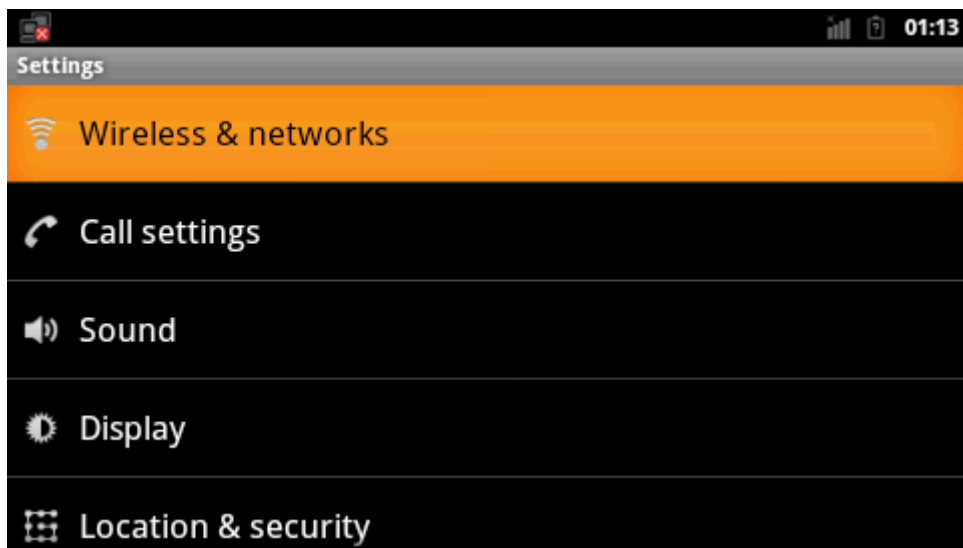 01:13
Settings
Wireless & networks
Call settings
Sound
Display
Location & security